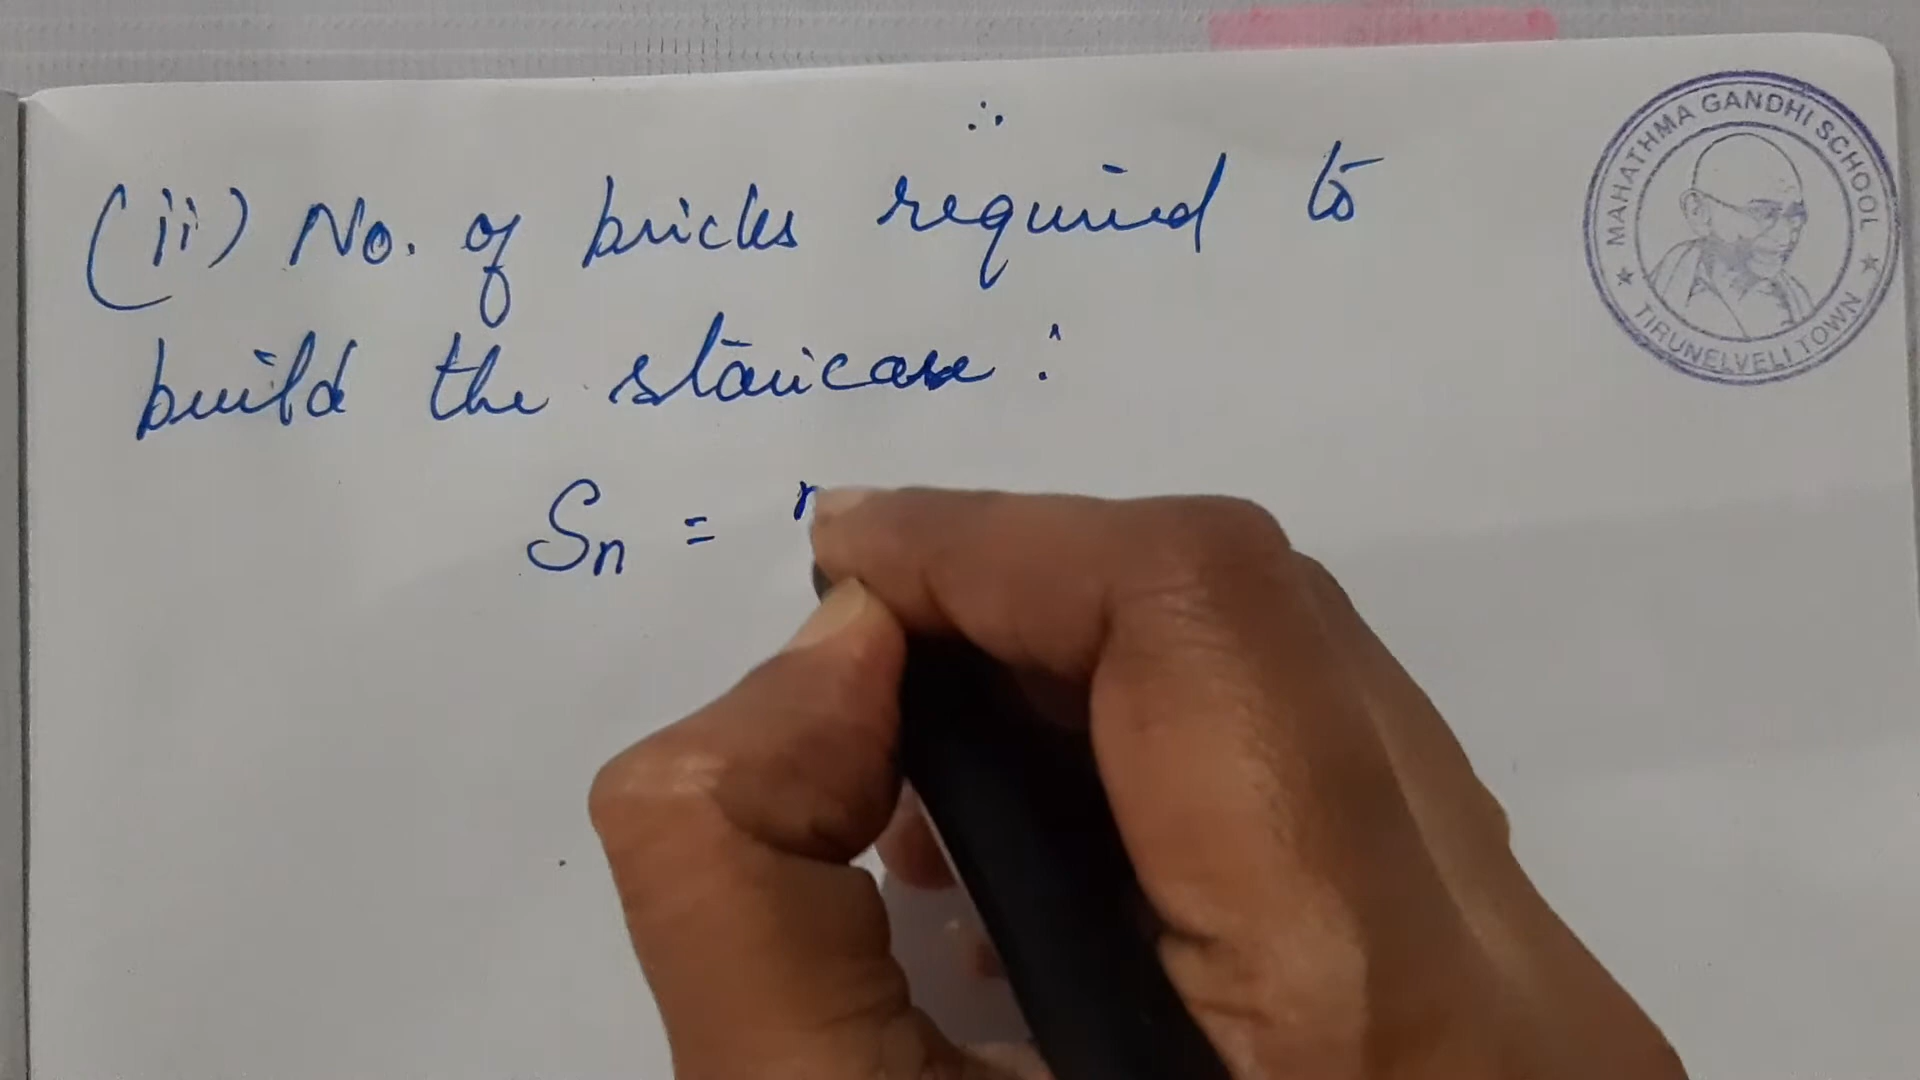 ∴
(ii) No. of bricks required to
build the staircase :
Sn = n
MAHATHMA GANDHI SCHOOL
★ TIRUNELVELI TOWN ★